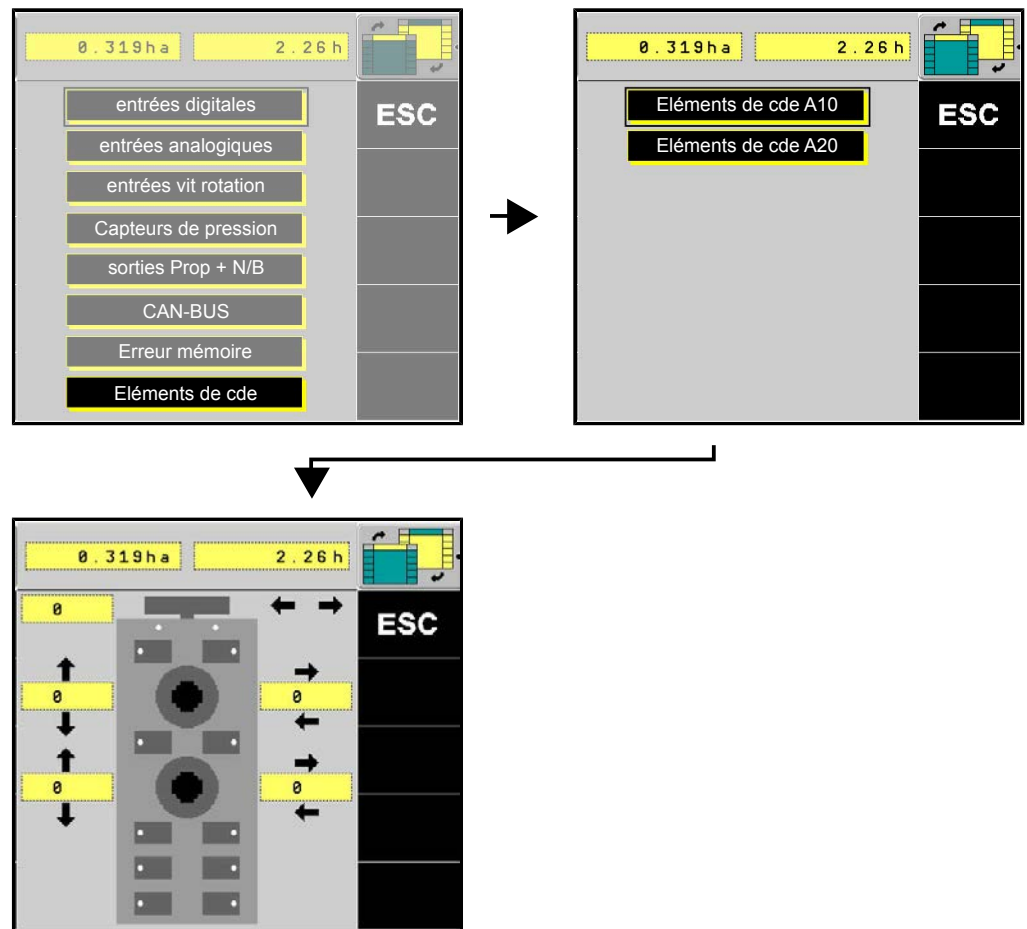 0.319ha 2.26h
entrées digitales
ESC
entrées analogiques
entrées vit rotation
Capteurs de pression
sorties Prop + N/B
CAN-BUS
Erreur mémoire
Eléments de cde
0.319ha 2.26h
Eléments de cde A10
ESC
Eléments de cde A20
0.319ha 2.26h
0
ESC
0 0
0 0